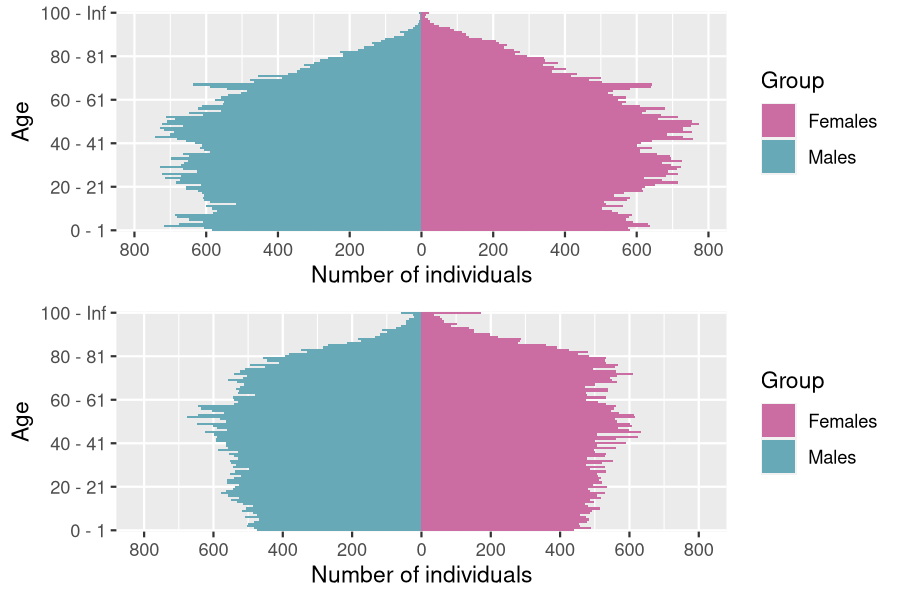 100 - Inf
80 - 81
60 - 61
40 - 41
20 - 21
0 - 1
Age
800 600 400 200 0 200 400 600 800
Number of individuals
Group
Females
Males
100 - Inf
80 - 81
60 - 61
40 - 41
20 - 21
0 - 1
Age
800 600 400 200 0 200 400 600 800
Number of individuals
Group
Females
Males